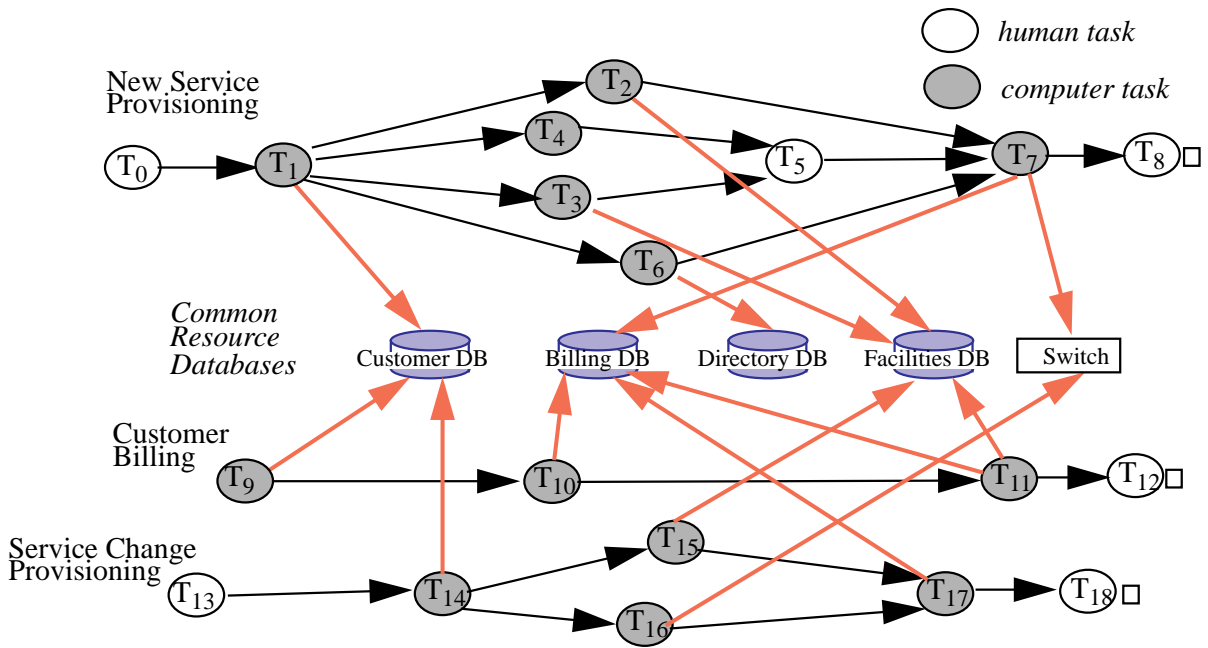 human task
New Service
Provisioning
computer task
T2
T4
T0
T1
T5
T7
T8
T3
T6
Common
Resource
Databases
Customer DB
Billing DB
Directory DB
Facilities DB
Switch
Customer
Billing
T9
T10
T11
T12
Service Change
Provisioning
T15
T13
T14
T17
T18
T16